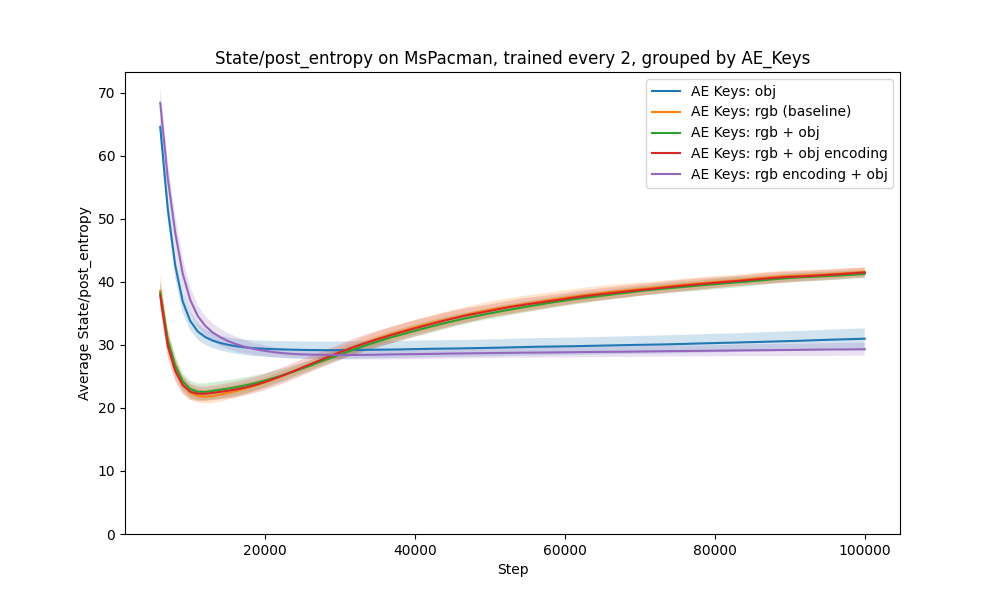 State/post_entropy on MsPacman, trained every 2, grouped by AE_Keys
AE Keys: obj
AE Keys: rgb (baseline)
AE Keys: rgb + obj
AE Keys: rgb + obj encoding
AE Keys: rgb encoding + obj
Average State/post_entropy
70
60
50
40
30
20
10
0
20000
40000
60000
80000
100000
Step